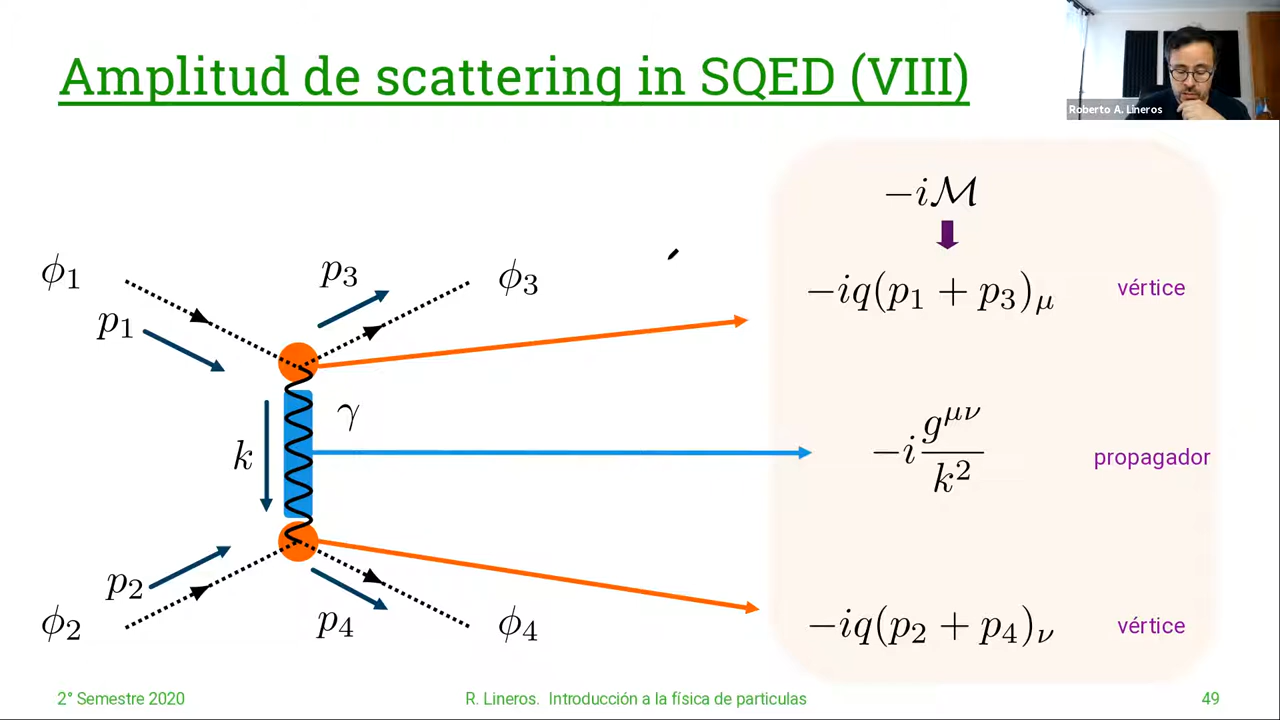 Amplitud de scattering in SQED (VIII)
Roberto A. Lineros
−iℳ
ϕ₁
p₃
ϕ₃
−iq(p₁ + p₃)_μ
vértice
p₁
γ
k
−i g^{μν}/k²
propagador
p₂
ϕ₂
p₄
ϕ₄
−iq(p₂ + p₄)_ν
vértice
2° Semestre 2020
R. Lineros. Introducción a la física de particulas
49